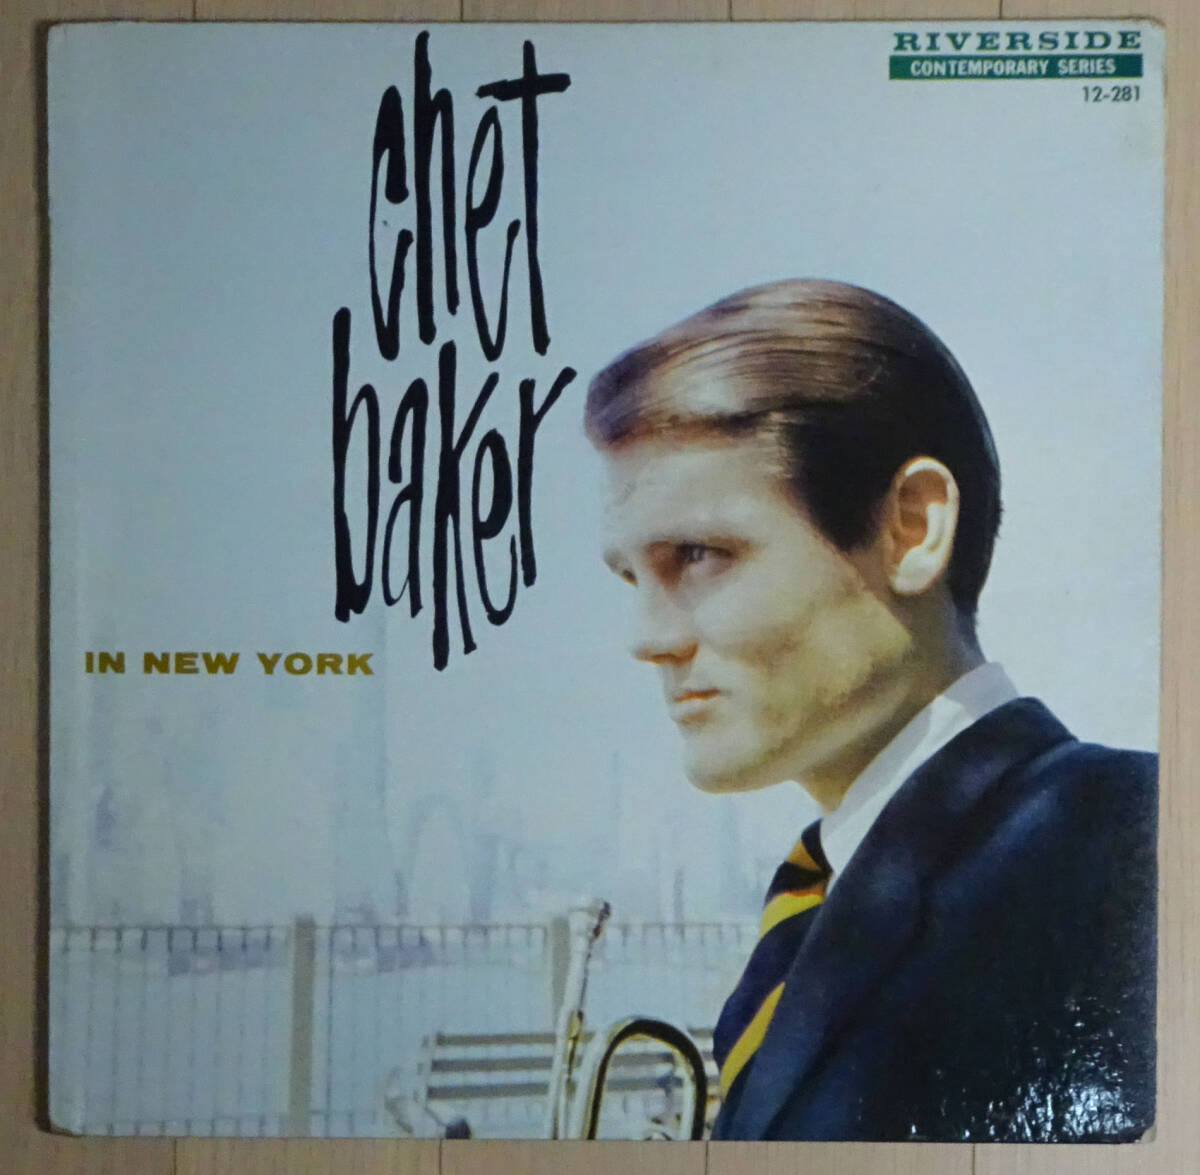 RIVERSIDE
CONTEMPORARY SERIES
12-281
chet
baker
IN NEW YORK